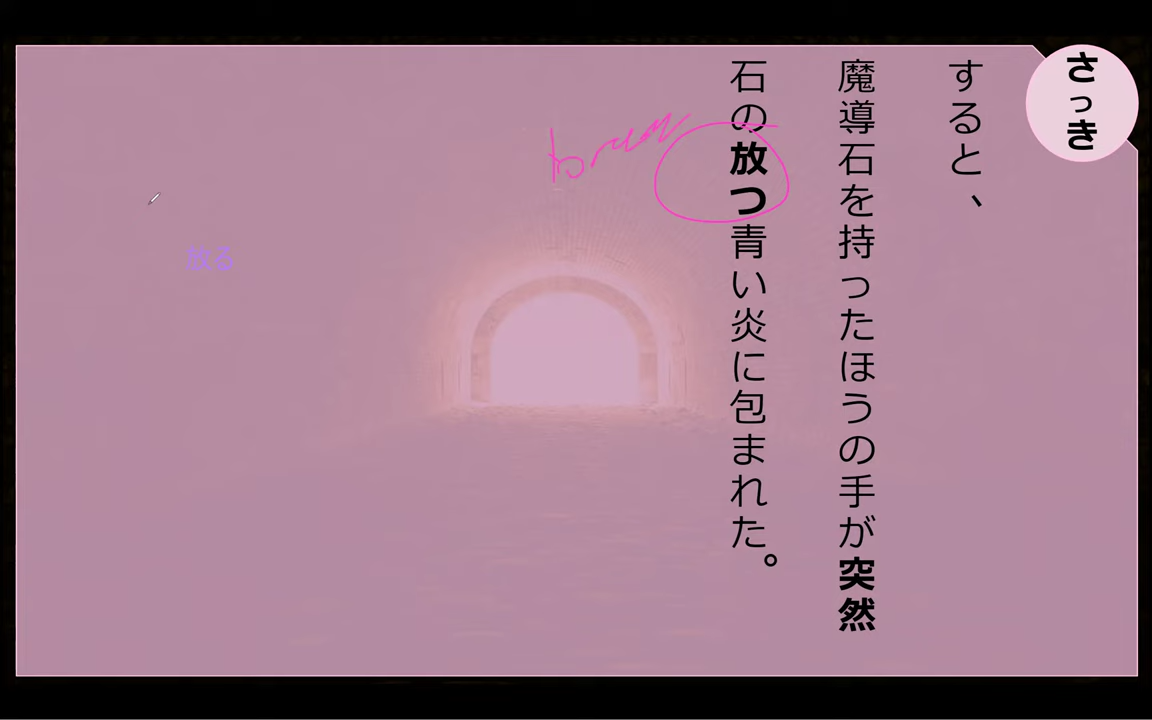 さっき
すると、
魔導石を持ったほうの手が突然
石の放つ青い炎に包まれた。
放る